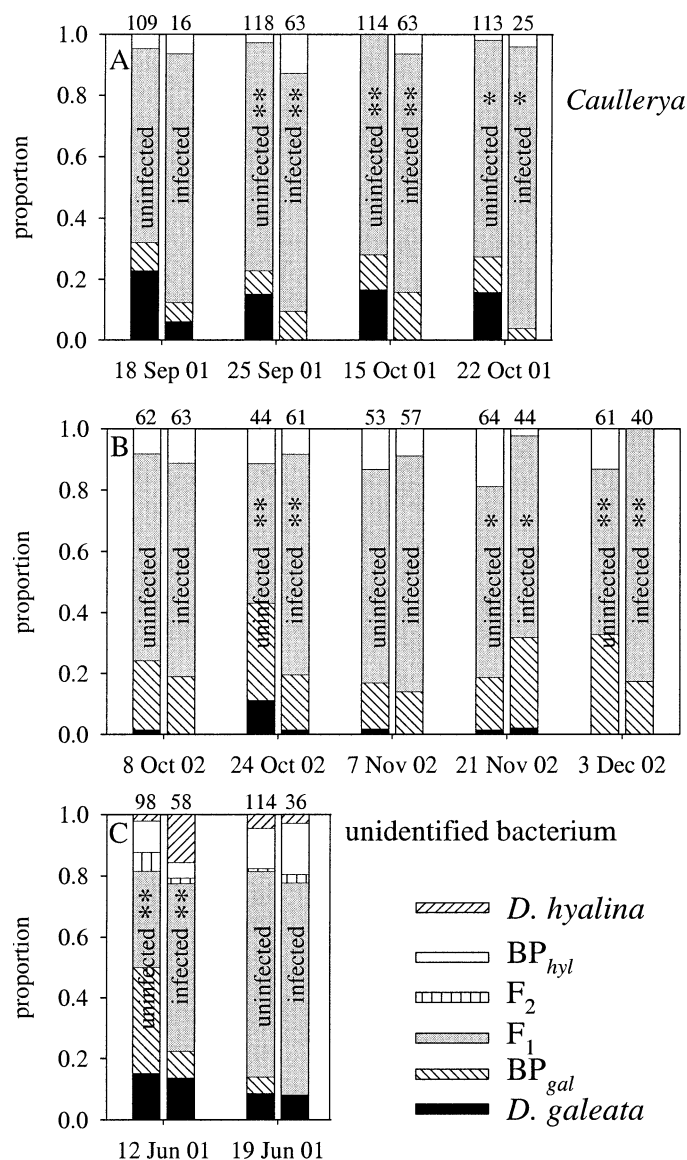 109 16 118 63 114 63 113 25
A
Caullerya
1.0
0.8
0.6
0.4
0.2
0.0
proportion
uninfected infected uninfected ** infected ** uninfected ** infected ** uninfected * infected *
18 Sep 01 25 Sep 01 15 Oct 01 22 Oct 01
62 63 44 61 53 57 64 44 61 40
B
1.0
0.8
0.6
0.4
0.2
0.0
proportion
uninfected infected uninfected ** infected ** uninfected infected uninfected * infected * uninfected ** infected **
8 Oct 02 24 Oct 02 7 Nov 02 21 Nov 02 3 Dec 02
98 58 114 36
C
unidentified bacterium
1.0
0.8
0.6
0.4
0.2
0.0
proportion
uninfected ** infected ** uninfected infected
12 Jun 01 19 Jun 01
D. hyalina
BPhyl
F2
F1
BPgal
D. galeata